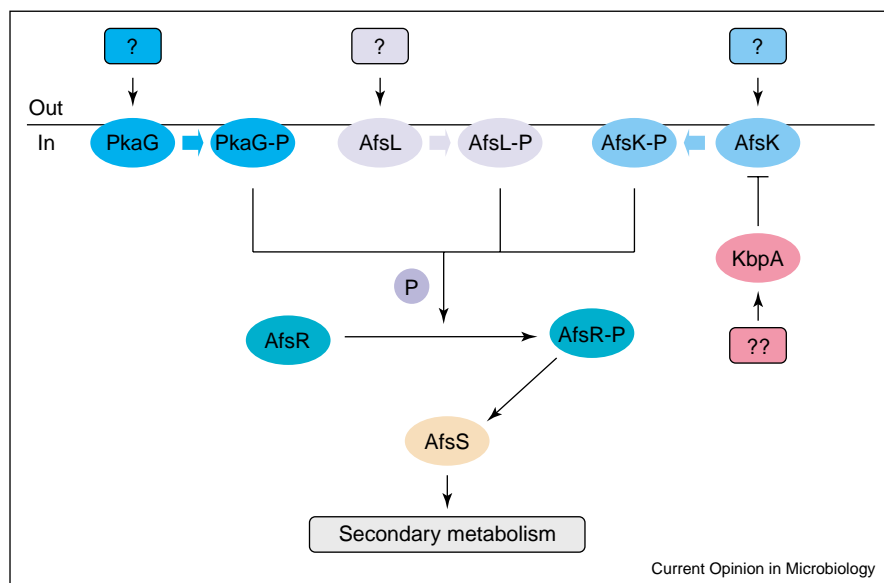 ?
?
?
Out
In
PkaG
PkaG-P
AfsL
AfsL-P
AfsK-P
AfsK
KbpA
P
AfsR
AfsR-P
??
AfsS
Secondary metabolism
Current Opinion in Microbiology